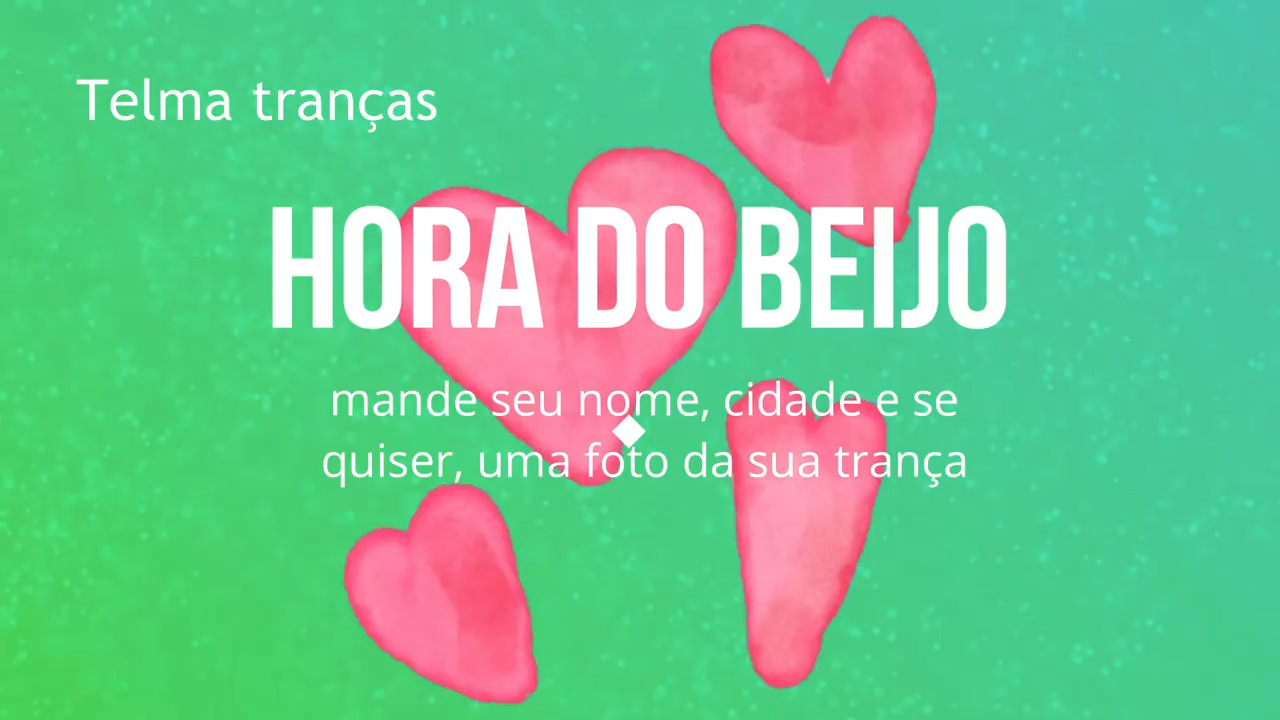 Telma tranças
HORA DO BEIJO
mande seu nome, cidade e se
quiser, uma foto da sua trança